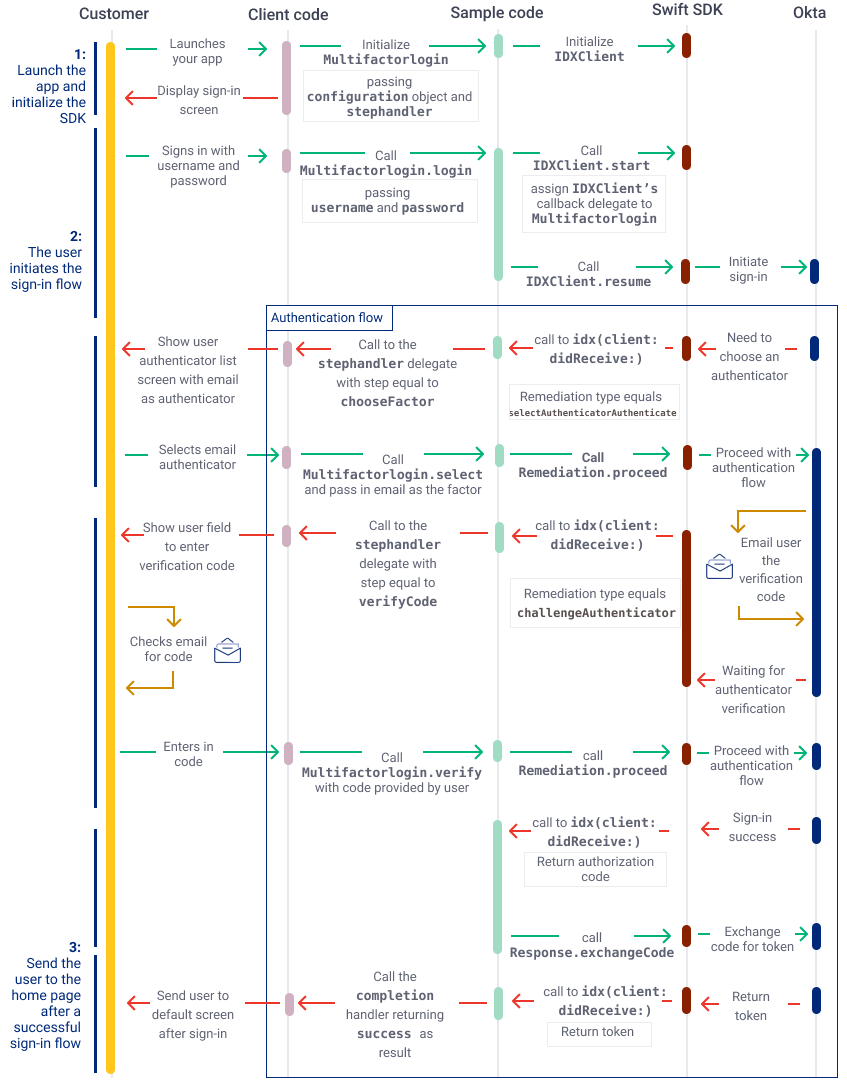 Customer
Client code
Sample code
Swift SDK
Okta
1:
Launch the
app and
initialize the
SDK
Launches
your app
Initialize
Multifactorlogin
passing
configuration object and
stephandler
Initialize
IDXClient
Display sign-in
screen
2:
The user
initiates the
sign-in flow
Signs in with
username and
password
Call
Multifactorlogin.login
passing
username and password
Call
IDXClient.start
assign IDXClient’s
callback delegate to
Multifactorlogin
Call
IDXClient.resume
Initiate
sign-in
Authentication flow
Need to
choose an
authenticator
call to idx(client:
didReceive:)
Remediation type equals
selectAuthenticatorAuthenticate
Call to the
stephandler delegate
with step equal to
chooseFactor
Show user
authenticator list
screen with email
as authenticator
Selects email
authenticator
Call
Multifactorlogin.select
and pass in email as the factor
Call
Remediation.proceed
Proceed with
authentication
flow
Email user
the
verification
code
Waiting for
authenticator
verification
call to idx(client:
didReceive:)
Remediation type equals
challengeAuthenticator
Call to the
stephandler
delegate with
step equal to
verifyCode
Show user field
to enter
verification code
Checks email
for code
Enters in
code
Call
Multifactorlogin.verify
with code provided by user
call
Remediation.proceed
Proceed with
authentication
flow
Sign-in
success
call to idx(client:
didReceive:)
Return authorization
code
call
Response.exchangeCode
Exchange
code for token
3:
Send the
user to the
home page
after a
successful
sign-in flow
Return
token
call to idx(client:
didReceive:)
Return token
Call the
completion
handler returning
success as
result
Send user to
default screen
after sign-in